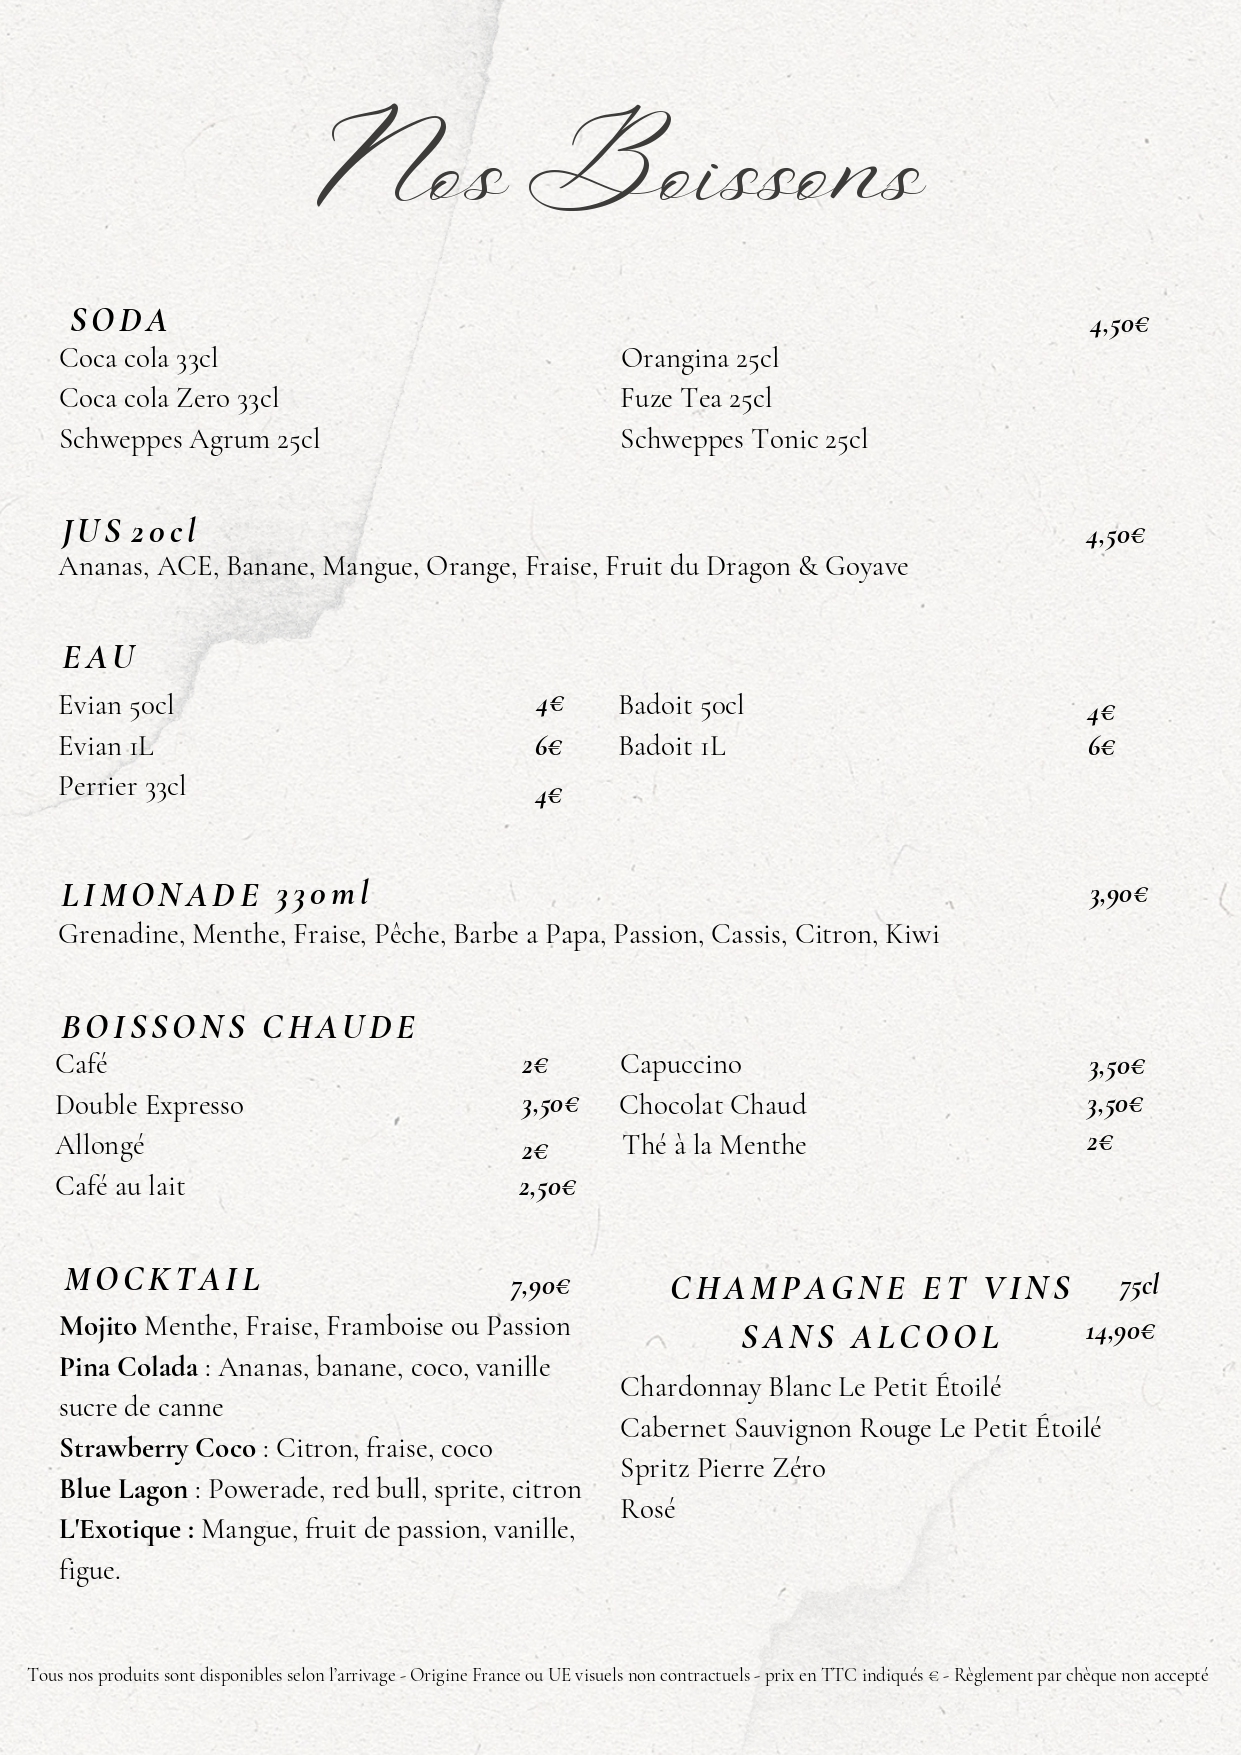 Nos Boissons
SODA 4,50€
Coca cola 33cl
Coca cola Zero 33cl
Schweppes Agrum 25cl
Orangina 25cl
Fuze Tea 25cl
Schweppes Tonic 25cl
JUS 20cl 4,50€
Ananas, ACE, Banane, Mangue, Orange, Fraise, Fruit du Dragon & Goyave
EAU
Evian 50cl 4€
Evian 1L 6€
Perrier 33cl 4€
Badoit 50cl 4€
Badoit 1L 6€
LIMONADE 330ml 3,90€
Grenadine, Menthe, Fraise, Pêche, Barbe a Papa, Passion, Cassis, Citron, Kiwi
BOISSONS CHAUDE
Café 2€
Double Expresso 3,50€
Allongé 2€
Café au lait 2,50€
Capuccino 3,50€
Chocolat Chaud 3,50€
Thé à la Menthe 2€
MOCKTAIL 7,90€
Mojito Menthe, Fraise, Framboise ou Passion
Pina Colada : Ananas, banane, coco, vanille
sucre de canne
Strawberry Coco : Citron, fraise, coco
Blue Lagon : Powerade, red bull, sprite, citron
L'Exotique : Mangue, fruit de passion, vanille,
figue.
CHAMPAGNE ET VINS 75cl
SANS ALCOOL 14,90€
Chardonnay Blanc Le Petit Étoilé
Cabernet Sauvignon Rouge Le Petit Étoilé
Spritz Pierre Zéro
Rosé
Tous nos produits sont disponibles selon l'arrivage - Origine France ou UE visuels non contractuels - prix en TTC indiqués € - Règlement par chèque non accepté